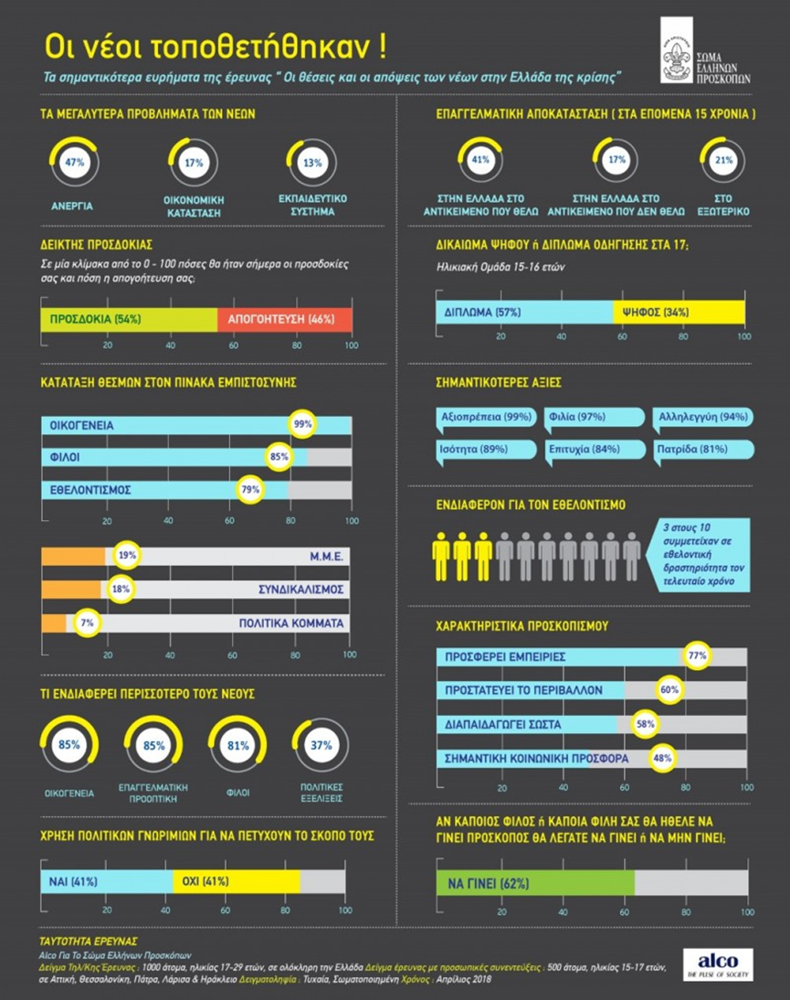 Οι νέοι τοποθετήθηκαν !
Τα σημαντικότερα ευρήματα της έρευνας “ Οι θέσεις και οι απόψεις των νέων στην Ελλάδα της κρίσης”
ΣΩΜΑ
ΕΛΛΗΝΩΝ
ΠΡΟΣΚΟΠΩΝ
ΤΑ ΜΕΓΑΛΥΤΕΡΑ ΠΡΟΒΛΗΜΑΤΑ ΤΩΝ ΝΕΩΝ
47% 17% 13%
ΑΝΕΡΓΙΑ
ΟΙΚΟΝΟΜΙΚΗ
ΚΑΤΑΣΤΑΣΗ
ΕΚΠΑΙΔΕΥΤΙΚΟ
ΣΥΣΤΗΜΑ
ΔΕΙΚΤΗΣ ΠΡΟΣΔΟΚΙΑΣ
Σε μία κλίμακα από το 0 - 100 πόσες θα ήταν σήμερα οι προσδοκίες
σας και πόση η απογοήτευση σας;
ΠΡΟΣΔΟΚΙΑ (54%) ΑΠΟΓΟΗΤΕΥΣΗ (46%)
20 40 60 80 100
ΚΑΤΑΤΑΞΗ ΘΕΣΜΩΝ ΣΤΟΝ ΠΙΝΑΚΑ ΕΜΠΙΣΤΟΣΥΝΗΣ
ΟΙΚΟΓΕΝΕΙΑ 99%
ΦΙΛΟΙ 85%
ΕΘΕΛΟΝΤΙΣΜΟΣ 79%
20 40 60 80 100
19% Μ.Μ.Ε.
18% ΣΥΝΔΙΚΑΛΙΣΜΟΣ
7% ΠΟΛΙΤΙΚΑ ΚΟΜΜΑΤΑ
20 40 60 80 100
ΤΙ ΕΝΔΙΑΦΕΡΕΙ ΠΕΡΙΣΣΟΤΕΡΟ ΤΟΥΣ ΝΕΟΥΣ
85% 85% 81% 37%
ΟΙΚΟΓΕΝΕΙΑ
ΕΠΑΓΓΕΛΜΑΤΙΚΗ
ΠΡΟΟΠΤΙΚΗ
ΦΙΛΟΙ
ΠΟΛΙΤΙΚΕΣ
ΕΞΕΛΙΞΕΙΣ
ΧΡΗΣΗ ΠΟΛΙΤΙΚΩΝ ΓΝΩΡΙΜΙΩΝ ΓΙΑ ΝΑ ΠΕΤΥΧΟΥΝ ΤΟ ΣΚΟΠΟ ΤΟΥΣ
ΝΑΙ (41%) ΟΧΙ (41%)
20 40 60 80 100
ΕΠΑΓΓΕΛΜΑΤΙΚΗ ΑΠΟΚΑΤΑΣΤΑΣΗ ( ΣΤΑ ΕΠΟΜΕΝΑ 15 ΧΡΟΝΙΑ )
41% 17% 21%
ΣΤΗΝ ΕΛΛΑΔΑ ΣΤΟ
ΑΝΤΙΚΕΙΜΕΝΟ ΠΟΥ ΘΕΛΩ
ΣΤΗΝ ΕΛΛΑΔΑ ΣΤΟ
ΑΝΤΙΚΕΙΜΕΝΟ ΠΟΥ ΔΕΝ ΘΕΛΩ
ΣΤΟ
ΕΞΩΤΕΡΙΚΟ
ΔΙΚΑΙΩΜΑ ΨΗΦΟΥ ή ΔΙΠΛΩΜΑ ΟΔΗΓΗΣΗΣ ΣΤΑ 17;
Ηλικιακή Ομάδα 15-16 ετών
ΔΙΠΛΩΜΑ (57%) ΨΗΦΟΣ (34%)
20 40 60 80 100
ΣΗΜΑΝΤΙΚΟΤΕΡΕΣ ΑΞΙΕΣ
Αξιοπρέπεια (99%) Φιλία (97%) Αλληλεγγύη (94%)
Ισότητα (89%) Επιτυχία (84%) Πατρίδα (81%)
ΕΝΔΙΑΦΕΡΟΝ ΓΙΑ ΤΟΝ ΕΘΕΛΟΝΤΙΣΜΟ
3 στους 10
συμμετείχαν σε
εθελοντική
δραστηριότητα τον
τελευταίο χρόνο
ΧΑΡΑΚΤΗΡΙΣΤΙΚΑ ΠΡΟΣΚΟΠΙΣΜΟΥ
ΠΡΟΣΦΕΡΕΙ ΕΜΠΕΙΡΙΕΣ 77%
ΠΡΟΣΤΑΤΕΥΕΙ ΤΟ ΠΕΡΙΒΑΛΛΟΝ 60%
ΔΙΑΠΑΙΔΑΓΩΓΕΙ ΣΩΣΤΑ 58%
ΣΗΜΑΝΤΙΚΗ ΚΟΙΝΩΝΙΚΗ ΠΡΟΣΦΟΡΑ 48%
20 40 60 80 100
ΑΝ ΚΑΠΟΙΟΣ ΦΙΛΟΣ ή ΚΑΠΟΙΑ ΦΙΛΗ ΣΑΣ ΘΑ ΗΘΕΛΕ ΝΑ
ΓΙΝΕΙ ΠΡΟΣΚΟΠΟΣ ΘΑ ΛΕΓΑΤΕ ΝΑ ΓΙΝΕΙ ή ΝΑ ΜΗΝ ΓΙΝΕΙ;
ΝΑ ΓΙΝΕΙ (62%)
20 40 60 80 100
ΤΑΥΤΟΤΗΤΑ ΕΡΕΥΝΑΣ
Alco Για Το Σώμα Ελλήνων Προσκόπων
Δείγμα Τηλ/Κης Έρευνας : 1000 άτομα, ηλικίας 17-29 ετών, σε ολόκληρη την Ελλάδα Δείγμα έρευνας με προσωπικές συνεντεύξεις : 500 άτομα, ηλικίας 15-17 ετών,
σε Αττική, Θεσσαλονίκη, Πάτρα, Λάρισα & Ηράκλειο Δειγματοληψία : Τυχαία, Σωματοποιημένη Χρόνος : Απρίλιος 2018
alco
THE PULSE OF SOCIETY